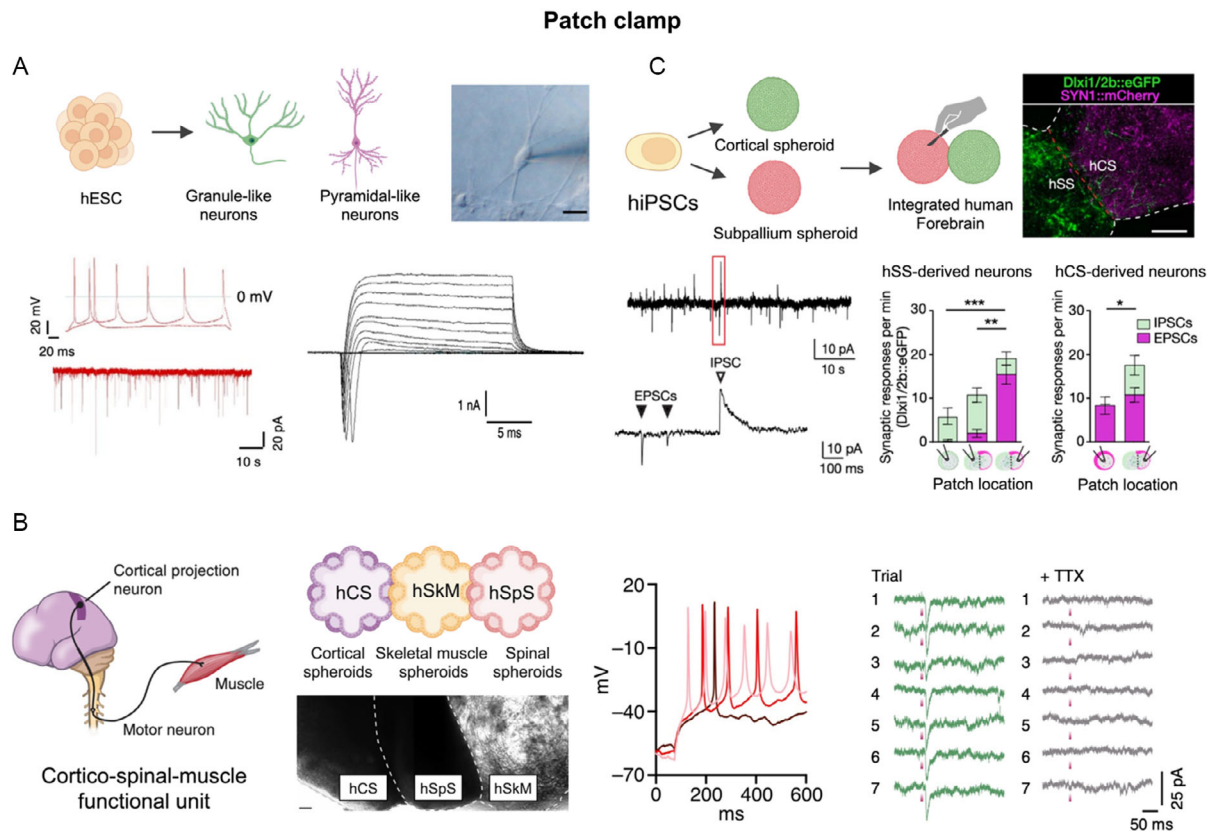 Patch clamp
A
hESC
Granule-like
neurons
Pyramidal-like
neurons
20 mV
20 ms
0 mV
20 pA
10 s
1 nA
5 ms
C
hiPSCs
Cortical spheroid
Subpallium spheroid
Integrated human
Forebrain
Dlxi1/2b::eGFP
SYN1::mCherry
hSS
hCS
10 pA
10 s
EPSCs
IPSC
10 pA
100 ms
hSS-derived neurons
Synaptic responses per min
(Dlxi1/2b::eGFP)
30
20
10
0
***
**
Patch location
hCS-derived neurons
Synaptic responses per min
30
20
10
0
*
IPSCs
EPSCs
Patch location
B
Cortical projection
neuron
Muscle
Motor neuron
Cortico-spinal-muscle
functional unit
hCS
hSkM
hSpS
Cortical
spheroids
Skeletal muscle
spheroids
Spinal
spheroids
hCS
hSpS
hSkM
mV
20
−10
−40
−70
0
200
400
600
ms
Trial
1
2
3
4
5
6
7
+ TTX
1
2
3
4
5
6
7
25 pA
50 ms